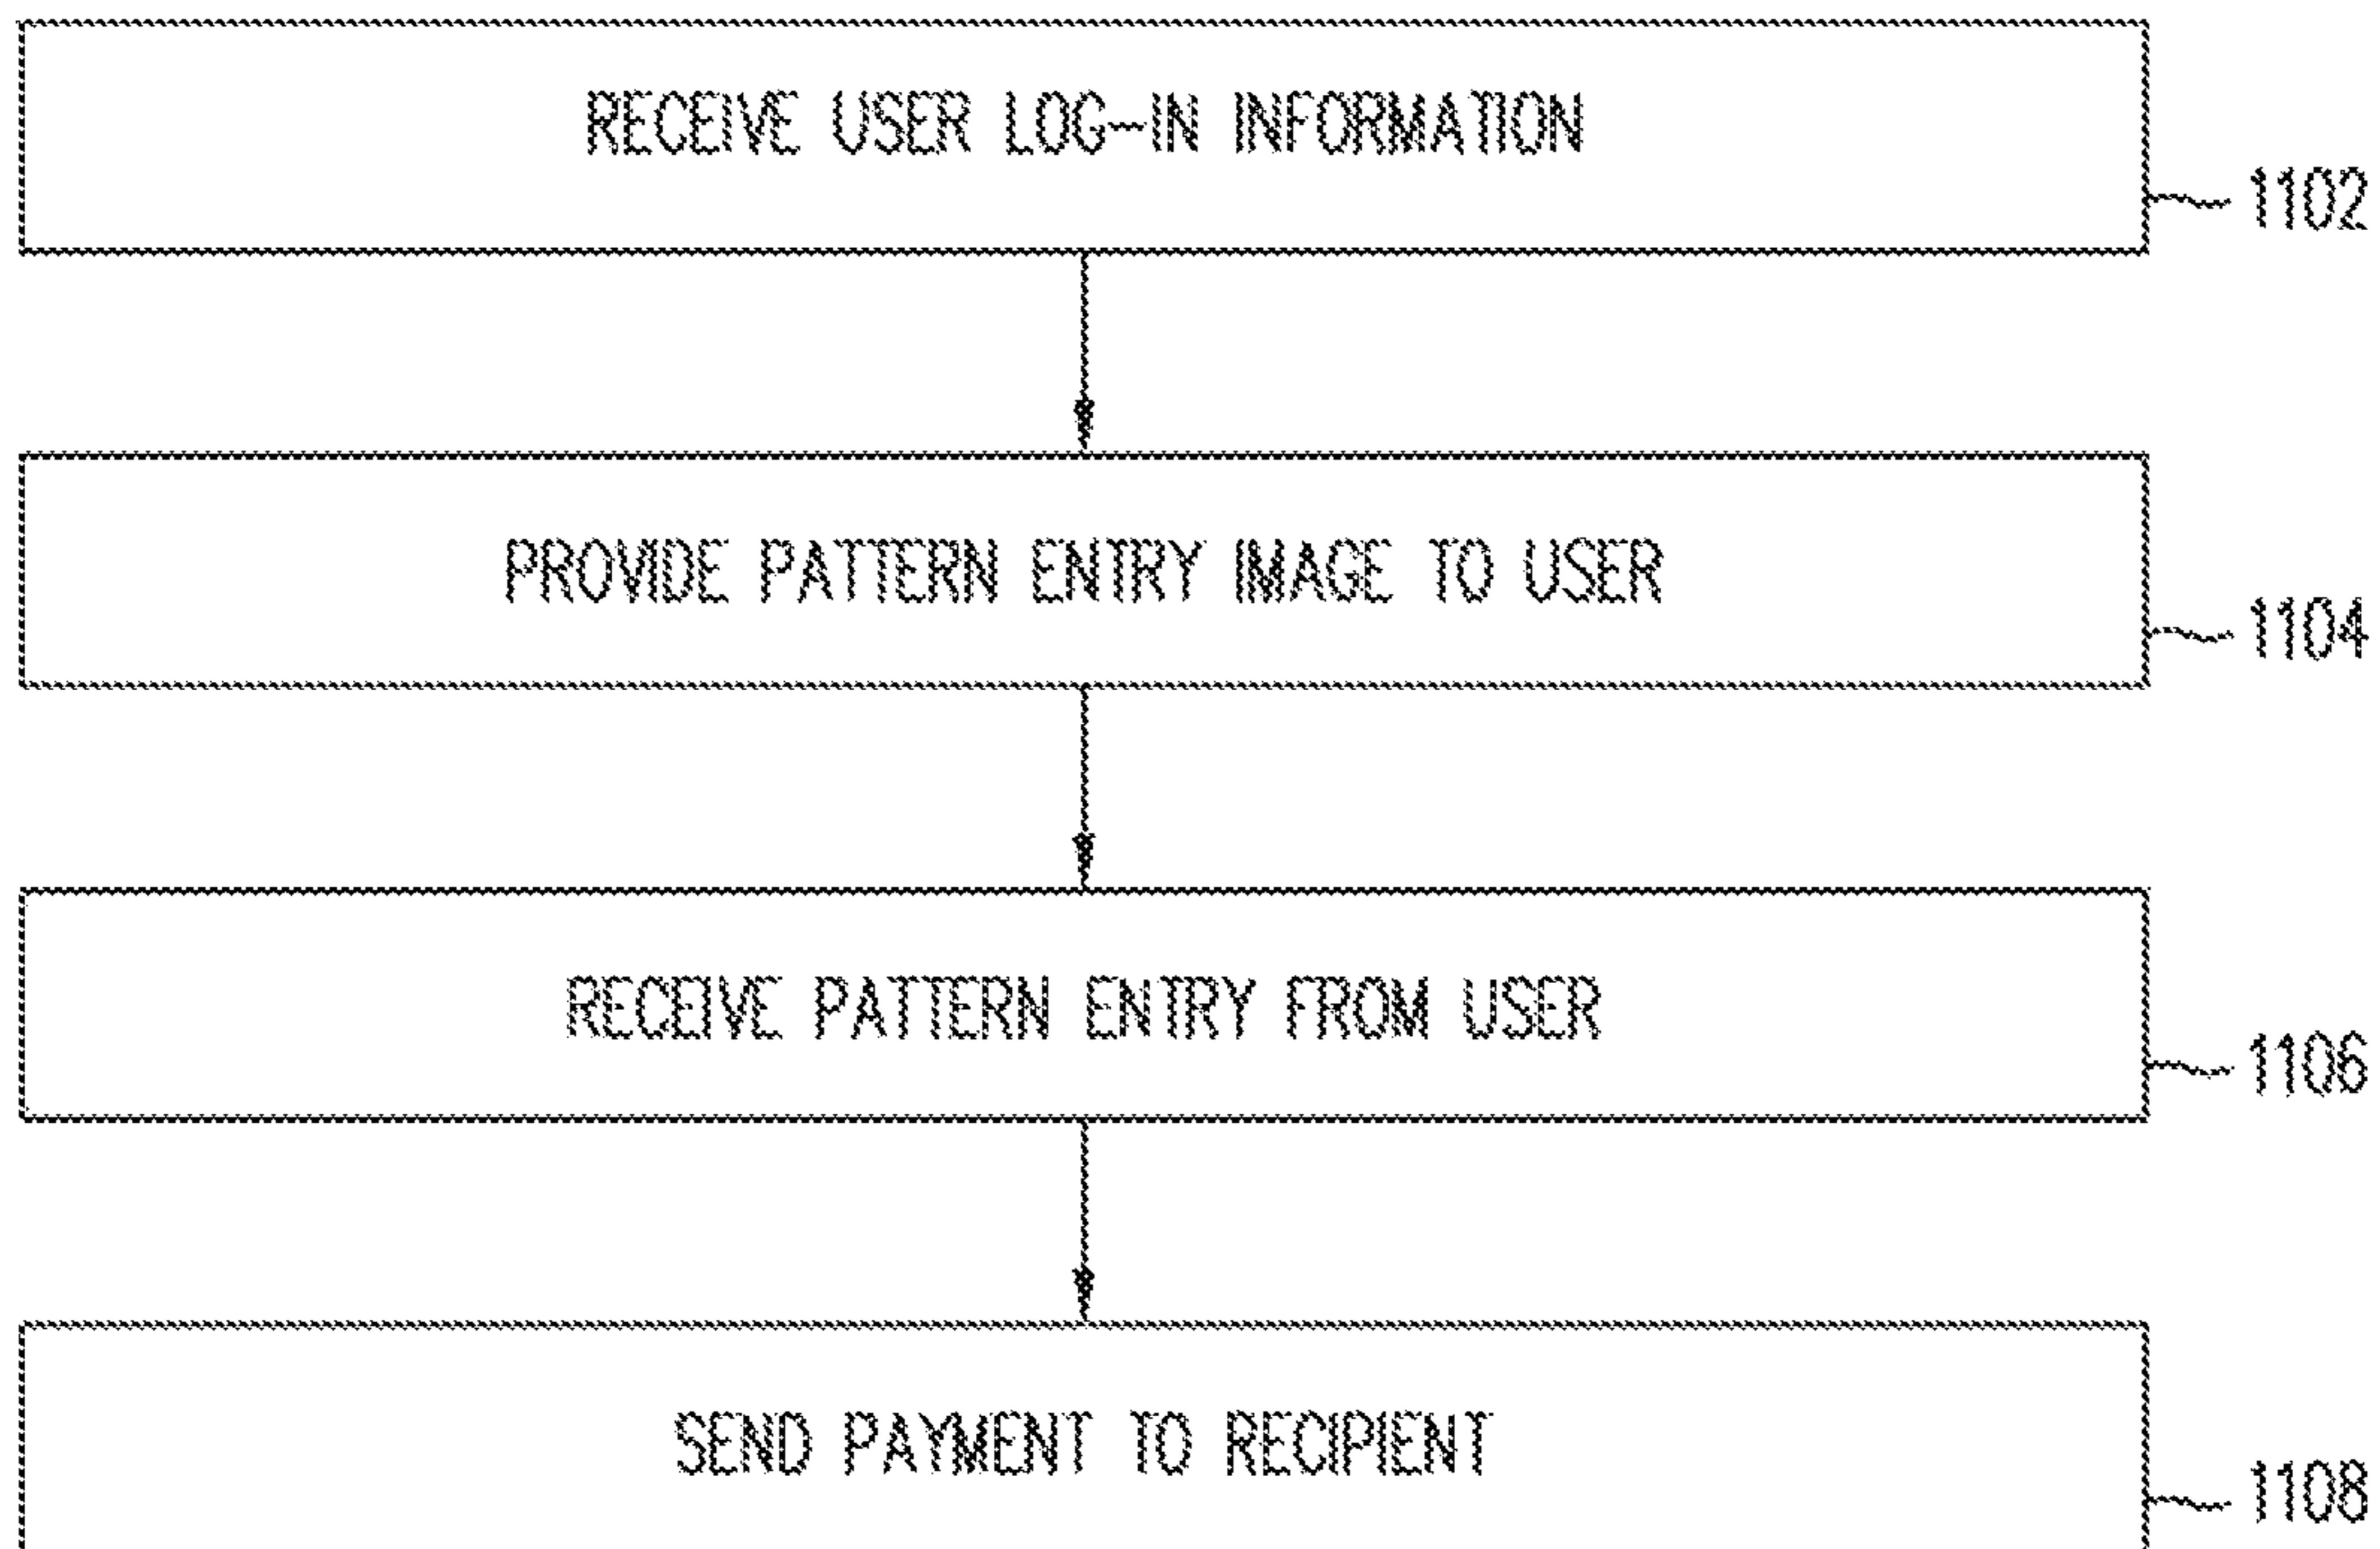 RECEIVE USER LOG-IN INFORMATION
1102
PROVIDE PATTERN ENTRY IMAGE TO USER
1104
RECEIVE PATTERN ENTRY FROM USER
1106
SEND PAYMENT TO RECIPIENT
1108